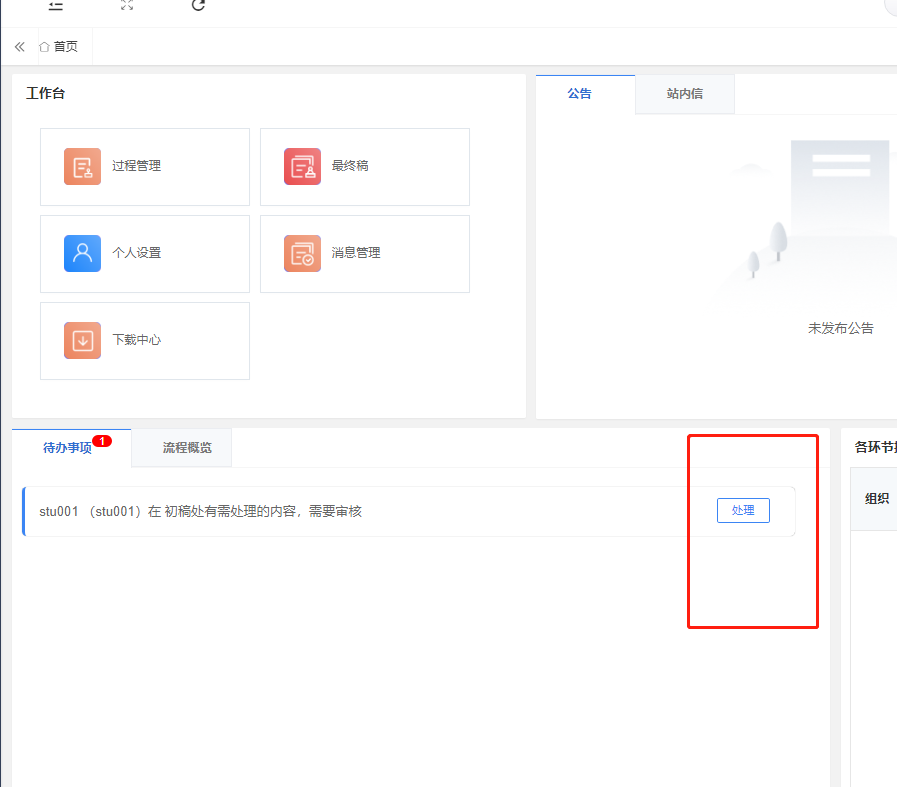 首页
工作台
过程管理
最终稿
个人设置
消息管理
下载中心
公告
站内信
未发布公告
待办事项 1
流程概览
stu001 （stu001）在 初稿处有需处理的内容，需要审核
处理
各环节
组织